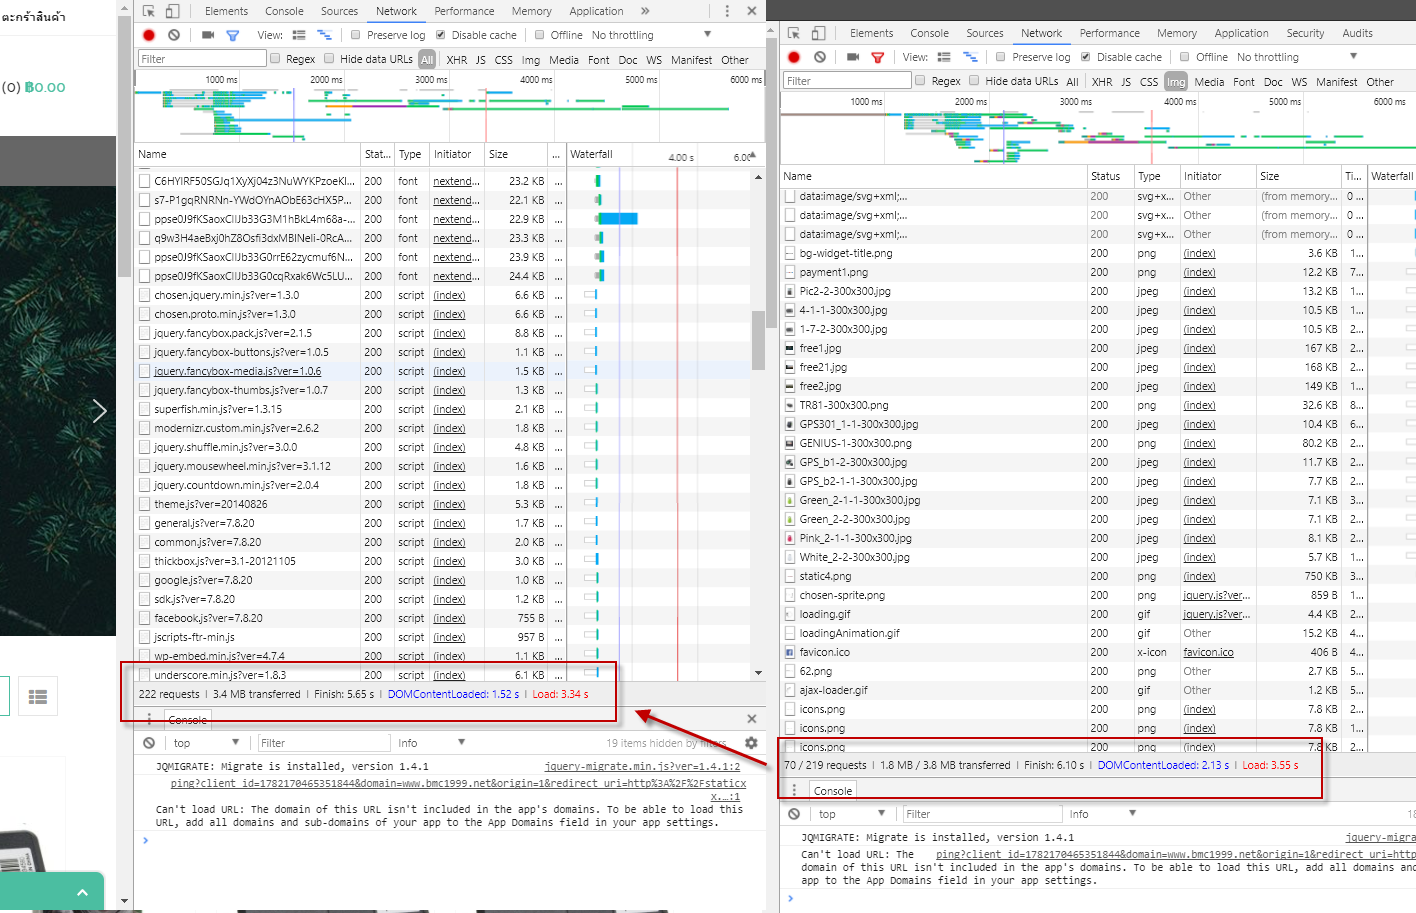 ตะกร้าสินค้า
(0) ฿0.00
Elements Console Sources Network Performance Memory Application »
View: Preserve log Disable cache Offline No throttling
Filter Regex Hide data URLs All XHR JS CSS Img Media Font Doc WS Manifest Other
1000 ms 2000 ms 3000 ms 4000 ms 5000 ms 6000 ms
Name Stat... Type Initiator Size ... Waterfall 4.00 s 6.00
200 font nextend... 23.2 KB ...
s7-P1gqRNRNn-YWdOYnAObE63cHX5P... 200 font nextend... 22.1 KB ...
200 font nextend... 22.9 KB ...
200 font nextend... 23.3 KB ...
200 font nextend... 23.9 KB ...
200 font nextend... 24.4 KB ...
chosen.jquery.min.js?ver=1.3.0 200 script (index) 6.6 KB ...
chosen.proto.min.js?ver=1.3.0 200 script (index) 6.6 KB ...
jquery.fancybox.pack.js?ver=2.1.5 200 script (index) 8.8 KB ...
jquery.fancybox-buttons.js?ver=1.0.5 200 script (index) 1.1 KB ...
jquery.fancybox-media.js?ver=1.0.6 200 script (index) 1.5 KB ...
jquery.fancybox-thumbs.js?ver=1.0.7 200 script (index) 1.3 KB ...
superfish.min.js?ver=1.3.15 200 script (index) 2.1 KB ...
modernizr.custom.min.js?ver=2.6.2 200 script (index) 1.8 KB ...
jquery.shuffle.min.js?ver=3.0.0 200 script (index) 4.8 KB ...
jquery.mousewheel.min.js?ver=3.1.12 200 script (index) 1.6 KB ...
jquery.countdown.min.js?ver=2.0.4 200 script (index) 1.8 KB ...
theme.js?ver=20140826 200 script (index) 5.3 KB ...
general.js?ver=7.8.20 200 script (index) 1.7 KB ...
common.js?ver=7.8.20 200 script (index) 2.0 KB ...
thickbox.js?ver=3.1-20121105 200 script (index) 3.0 KB ...
google.js?ver=7.8.20 200 script (index) 1.0 KB ...
sdk.js?ver=7.8.20 200 script (index) 1.2 KB ...
facebook.js?ver=7.8.20 200 script (index) 755 B ...
jscripts-ftr-min.js 200 script (index) 957 B ...
wp-embed.min.js?ver=4.7.4 200 script (index) 1.1 KB ...
underscore.min.js?ver=1.8.3 200 script (index) 6.1 KB ...
222 requests | 3.4 MB transferred | Finish: 5.65 s | DOMContentLoaded: 1.52 s | Load: 3.34 s
Console
top Filter Info 19 items hidden by filters
JQMIGRATE: Migrate is installed, version 1.4.1 jquery-migrate.min.js?ver=1.4.1:2
ping?client_id=1782170465351844&domain=www.bmc1999.net&origin=1&redirect_uri=http%3A%2F%2Fstaticx
x.…:1
Can't load URL: The domain of this URL isn't included in the app's domains. To be able to load this
URL, add all domains and sub-domains of your app to the App Domains field in your app settings.
Elements Console Sources Network Performance Memory Application Security Audits
View: Preserve log Disable cache Offline No throttling
Filter Regex Hide data URLs All XHR JS CSS Img Media Font Doc WS Manifest Other
1000 ms 2000 ms 3000 ms 4000 ms 5000 ms 6000 ms
Name Status Type Initiator Size Ti... Waterfall
data:image/svg+xml;... 200 svg+x... Other (from memory... 0 ...
data:image/svg+xml;... 200 svg+x... Other (from memory... 0 ...
data:image/svg+xml;... 200 svg+x... Other (from memory... 0 ...
bg-widget-title.png 200 png (index) 3.6 KB 1...
payment1.png 200 png (index) 12.2 KB 7...
Pic2-2-300x300.jpg 200 jpeg (index) 13.2 KB 1...
4-1-1-300x300.jpg 200 jpeg (index) 10.5 KB 1...
1-7-2-300x300.jpg 200 jpeg (index) 10.5 KB 2...
free1.jpg 200 jpeg (index) 167 KB 2...
free21.jpg 200 jpeg (index) 168 KB 2...
free2.jpg 200 jpeg (index) 149 KB 1...
TR81-300x300.png 200 png (index) 32.6 KB 8...
GPS301_1-1-300x300.jpg 200 jpeg (index) 10.4 KB 6...
GENIUS-1-300x300.png 200 png (index) 80.2 KB 2...
GPS_b1-2-300x300.jpg 200 jpeg (index) 11.7 KB 2...
GPS_b2-1-1-300x300.jpg 200 jpeg (index) 7.7 KB 2...
Green_2-1-1-300x300.jpg 200 jpeg (index) 7.1 KB 3...
Green_2-2-300x300.jpg 200 jpeg (index) 7.1 KB 2...
Pink_2-1-1-300x300.jpg 200 jpeg (index) 8.1 KB 2...
White_2-2-300x300.jpg 200 jpeg (index) 5.7 KB 1...
static4.png 200 png (index) 750 KB 3...
chosen-sprite.png 200 png jquery.js?ver... 859 B 1...
loading.gif 200 gif jquery.js?ver... 4.4 KB 2...
loadingAnimation.gif 200 gif Other 15.2 KB 4...
favicon.ico 200 x-icon favicon.ico 406 B 4...
62.png 200 png Other 2.7 KB 5...
ajax-loader.gif 200 gif Other 1.2 KB 5...
icons.png 200 png (index) 7.8 KB 2...
icons.png 200 png (index) 7.8 KB 1...
icons.png 200 png (index) 7.8 KB 2...
70 / 219 requests | 1.8 MB / 3.8 MB transferred | Finish: 6.10 s | DOMContentLoaded: 2.13 s | Load: 3.55 s
Console
top Filter Info 18
JQMIGRATE: Migrate is installed, version 1.4.1 jquery-migra
Can't load URL: The ping?client_id=1782170465351844&domain=www.bmc1999.net&origin=1&redirect_uri=http
domain of this URL isn't included in the app's domains. To be able to load this URL, add all domains and
app to the App Domains field in your app settings.